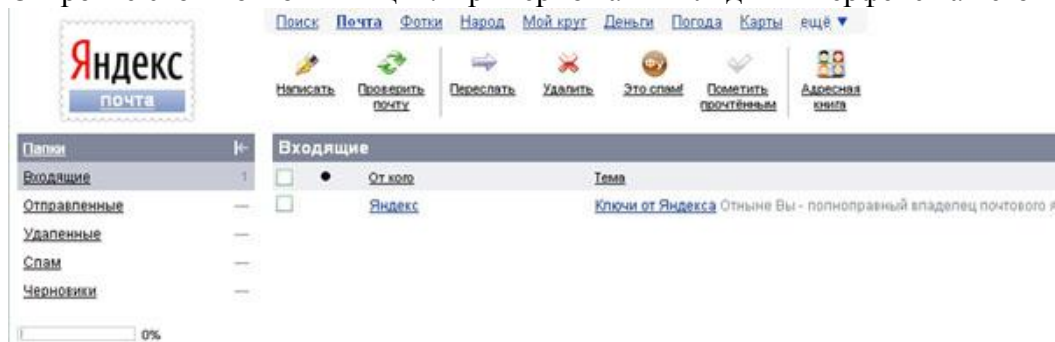 Поиск Почта Фотки Народ Мой круг Деньги Погода Карты ещё ▼
Яндекс
почта
Написать Проверить почту Переслать Удалить Это спам! Пометить прочтённым Адресная книга
Папки
Входящие 1
Отправленные —
Удаленные —
Спам —
Черновики —
0%
Входящие
От кого Тема
Яндекс Ключи от Яндекса Отныне Вы - полноправный владелец почтового